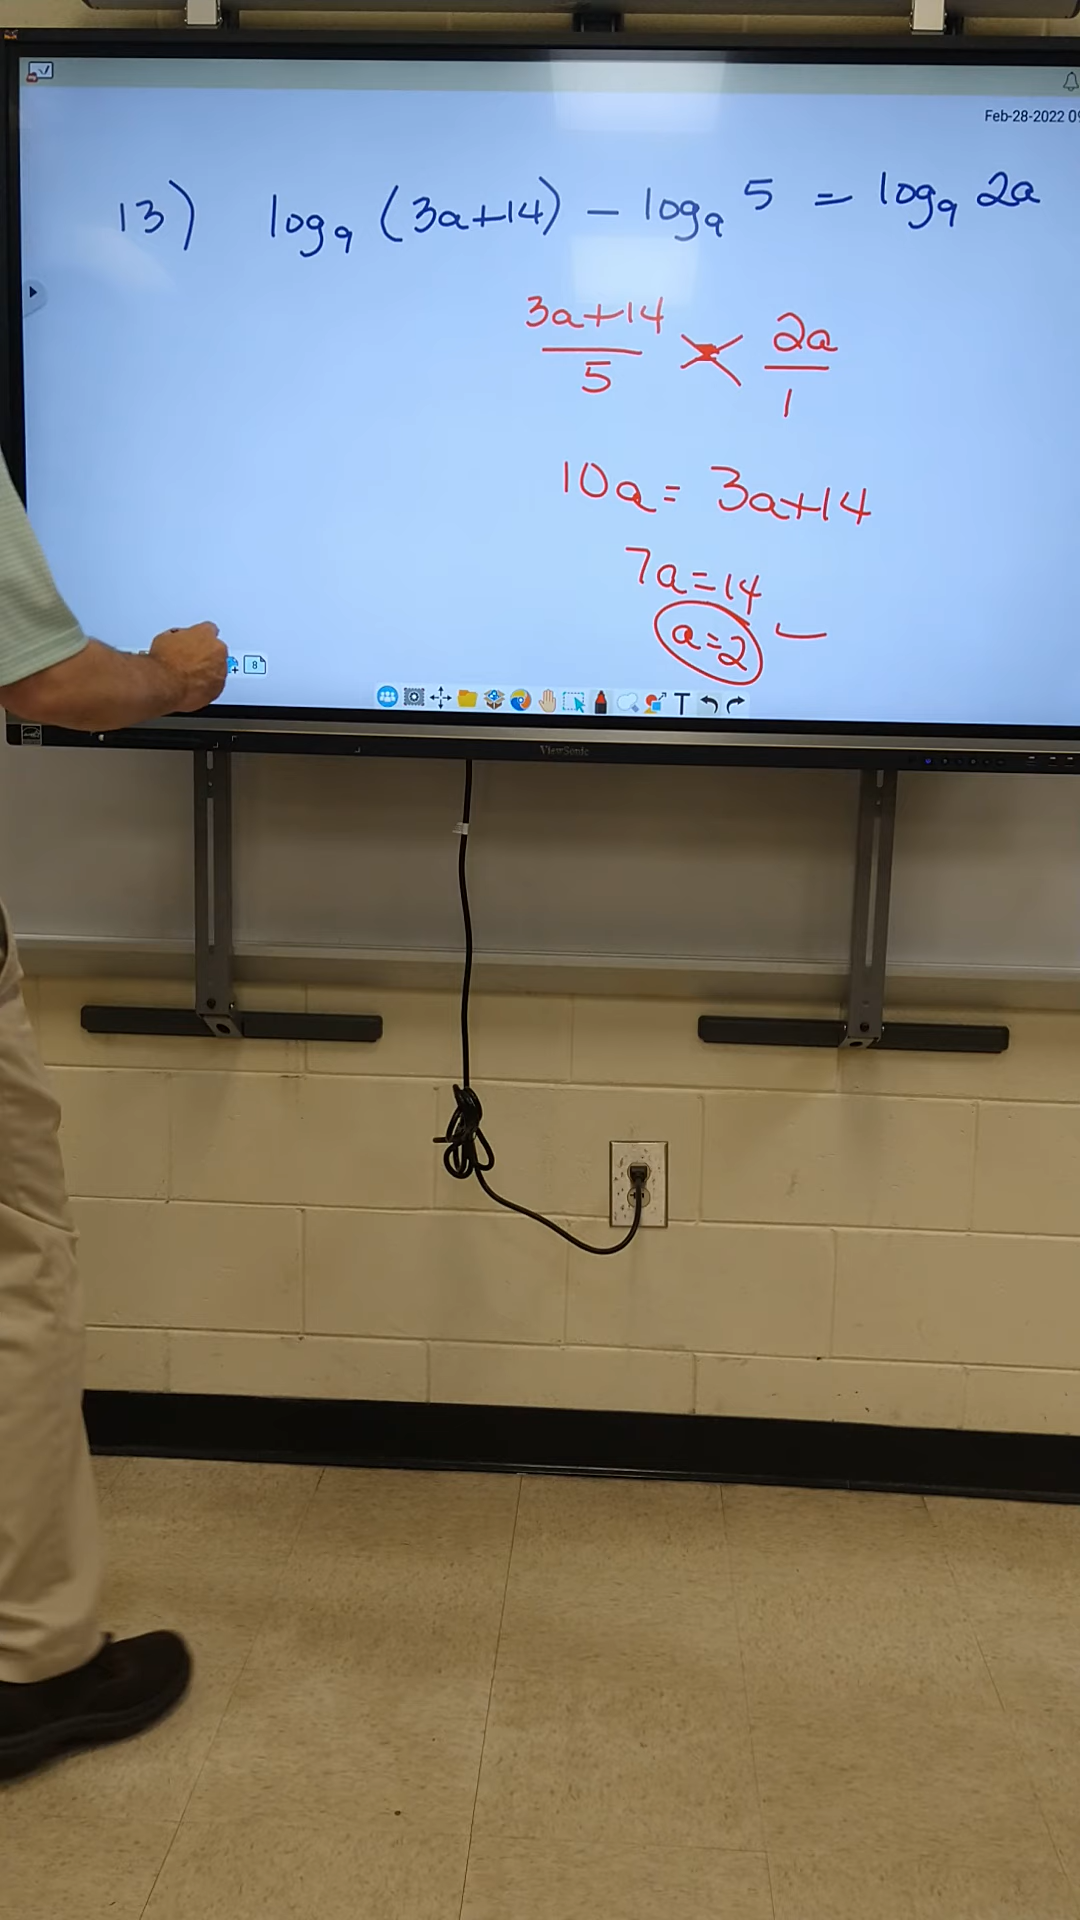 Feb-28-2022 09
13) log₉ (3a+14) – log₉ 5 = log₉ 2a
3a+14 2a
5 1
10a = 3a+14
7a=14
a=2
8
T
ViewSonic